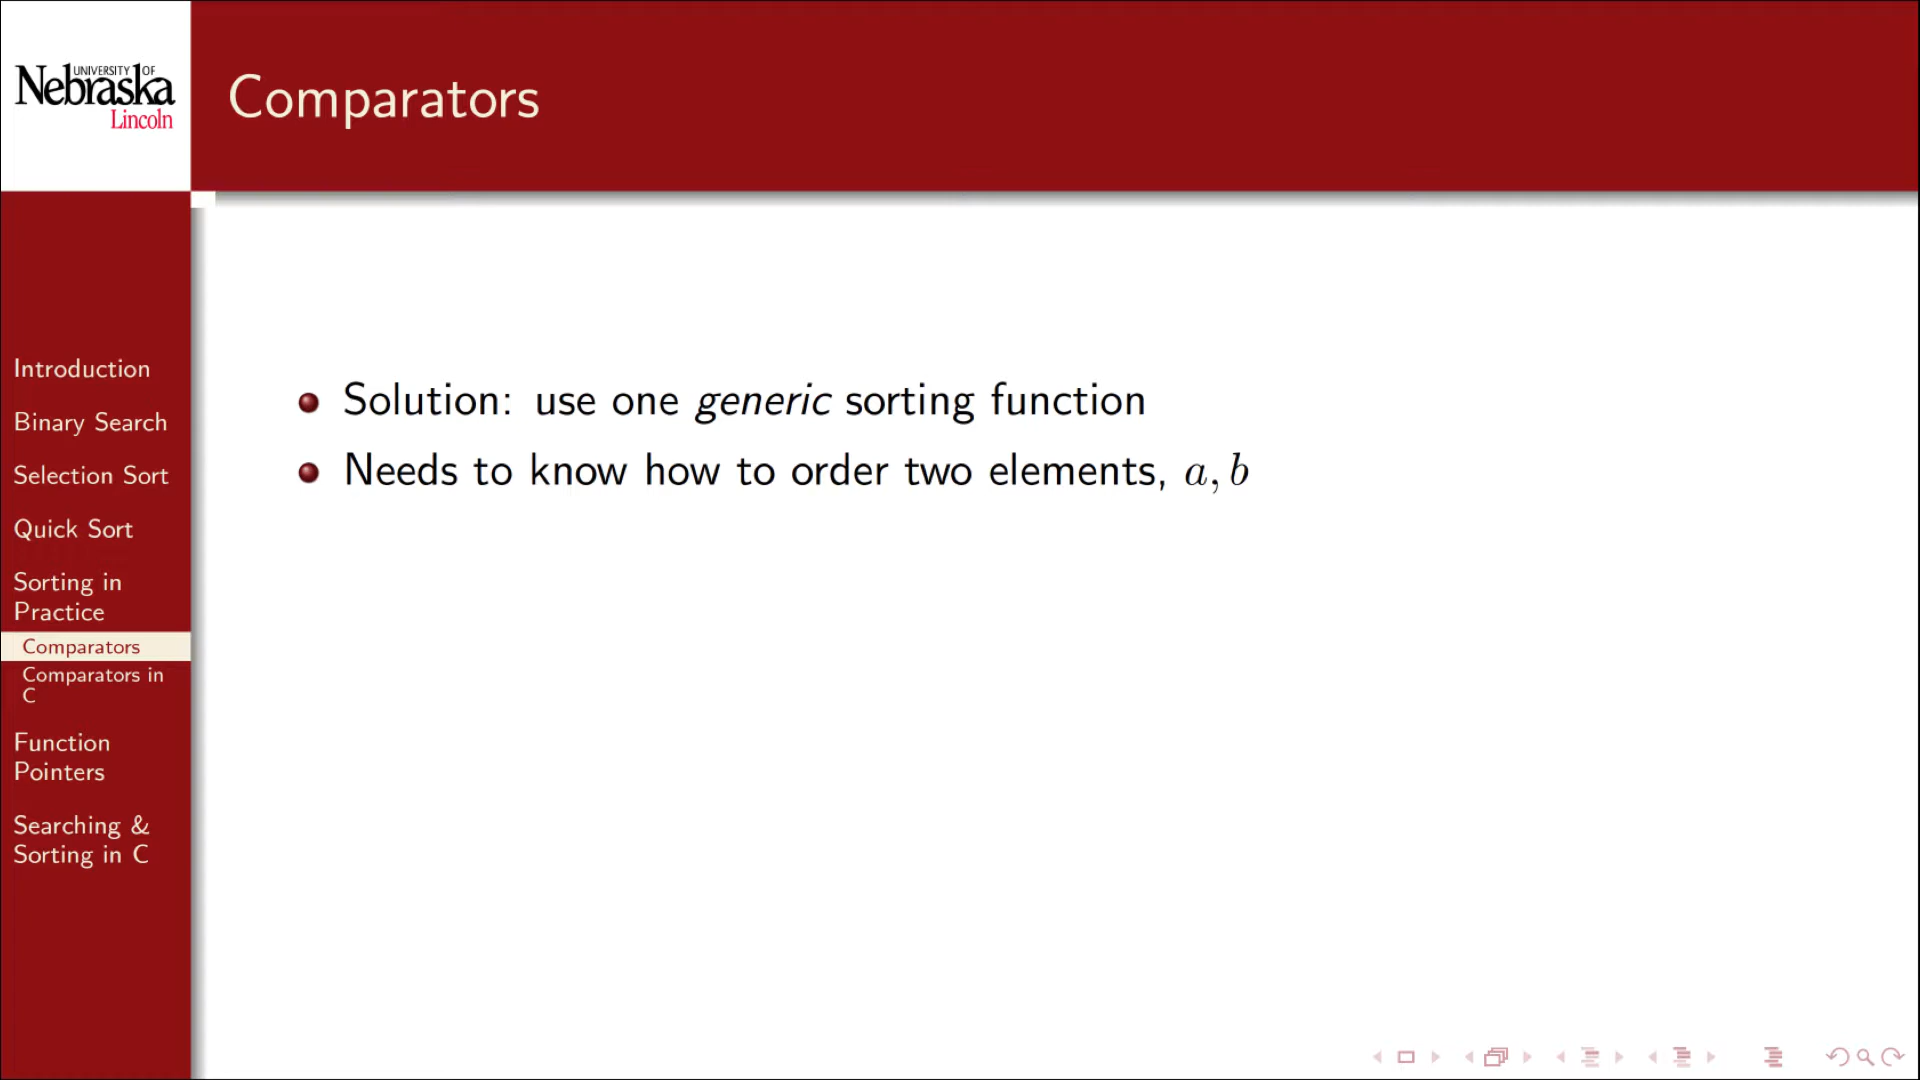 UNIVERSITY OF
Nebraska
Lincoln
Comparators
Introduction
Binary Search
Selection Sort
Quick Sort
Sorting in
Practice
Comparators
Comparators in
C
Function
Pointers
Searching &
Sorting in C
Solution: use one generic sorting function
Needs to know how to order two elements, a, b